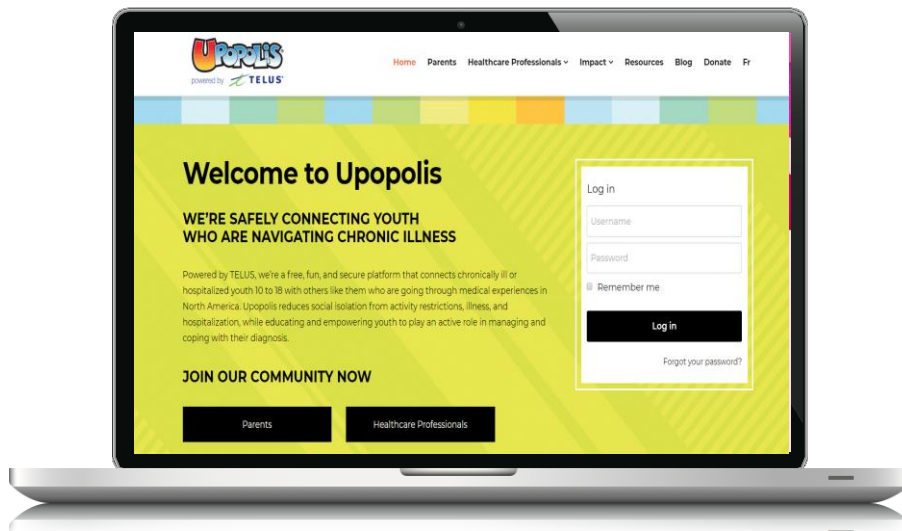 UPOPOLIS
powered by TELUS
Home Parents Healthcare Professionals Impact Resources Blog Donate Fr
Welcome to Upopolis
WE'RE SAFELY CONNECTING YOUTH
WHO ARE NAVIGATING CHRONIC ILLNESS
Powered by TELUS, we're a free, fun, and secure platform that connects chronically ill or
hospitalized youth 10 to 18 with others like them who are going through medical experiences in
North America. Upopolis reduces social isolation from activity restrictions, illness, and
hospitalization, while educating and empowering youth to play an active role in managing and
coping with their diagnosis.
JOIN OUR COMMUNITY NOW
Parents Healthcare Professionals
Log in
Username
Password
Remember me
Log in
Forgot your password?